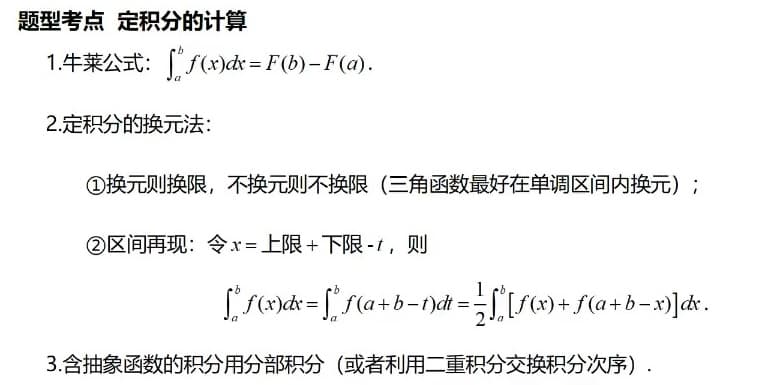 题型考点 定积分的计算
1.牛莱公式：∫_a^b f(x)dx = F(b) − F(a).
2.定积分的换元法：
①换元则换限，不换元则不换限（三角函数最好在单调区间内换元）；
②区间再现：令 x = 上限 + 下限 - t，则
∫_a^b f(x)dx = ∫_a^b f(a+b−t)dt = 1/2 ∫_a^b [f(x) + f(a+b−x)]dx.
3.含抽象函数的积分用分部积分（或者利用二重积分交换积分次序）.